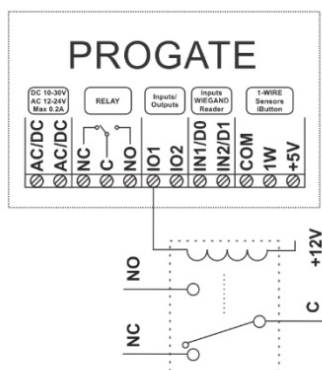 PROGATE
DC 10-30V
AC 12-24V
Max 0.2A
RELAY
Inputs/
Outputs
Inputs
WIEGAND
Reader
1-WIRE
Sensors
iButton
AC/DC
AC/DC
NC
C
NO
IO1
IO2
IN1/D0
IN2/D1
COM
1W
+5V
+12V
NO
C
NC